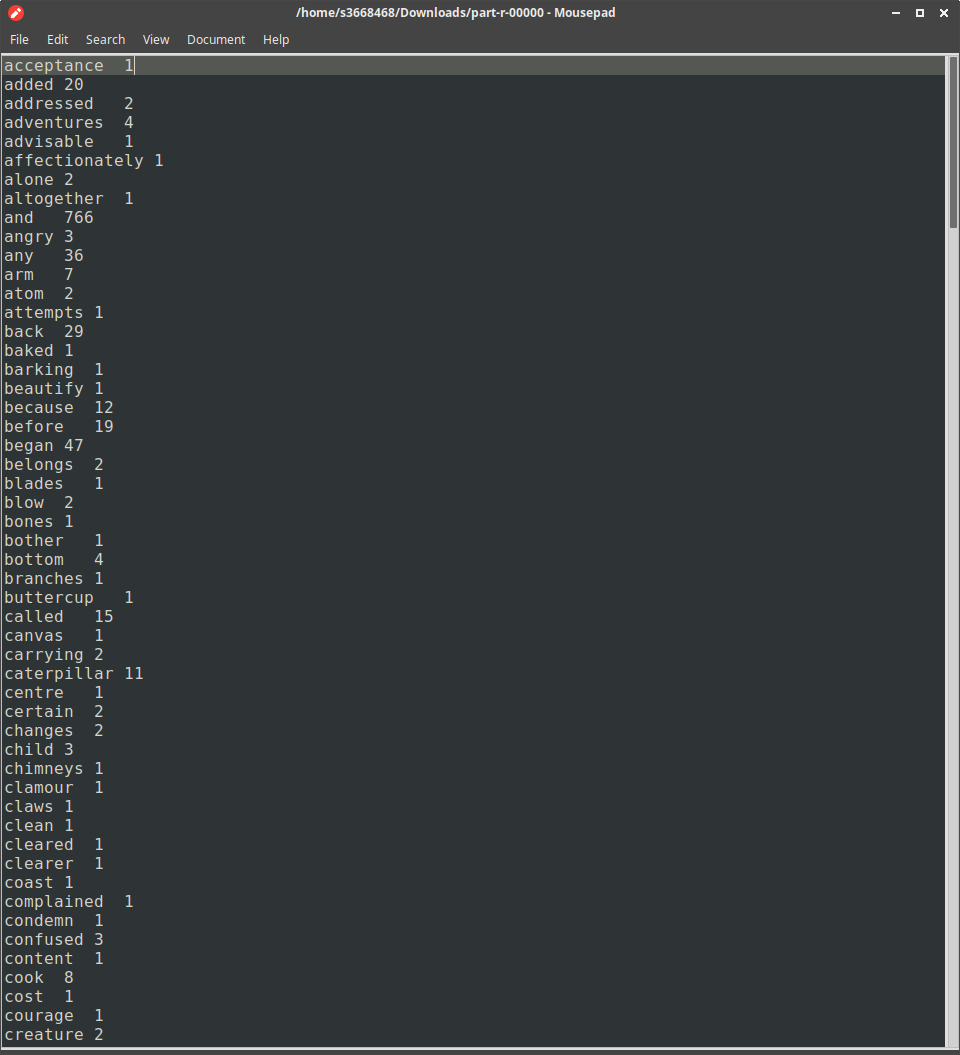 /home/s3668468/Downloads/part-r-00000 - Mousepad
File Edit Search View Document Help
acceptance 1
added 20
addressed 2
adventures 4
advisable 1
affectionately 1
alone 2
altogether 1
and 766
angry 3
any 36
arm 7
atom 2
attempts 1
back 29
baked 1
barking 1
beautify 1
because 12
before 19
began 47
belongs 2
blades 1
blow 2
bones 1
bother 1
bottom 4
branches 1
buttercup 1
called 15
canvas 1
carrying 2
caterpillar 11
centre 1
certain 2
changes 2
child 3
chimneys 1
clamour 1
claws 1
clean 1
cleared 1
clearer 1
coast 1
complained 1
condemn 1
confused 3
content 1
cook 8
cost 1
courage 1
creature 2